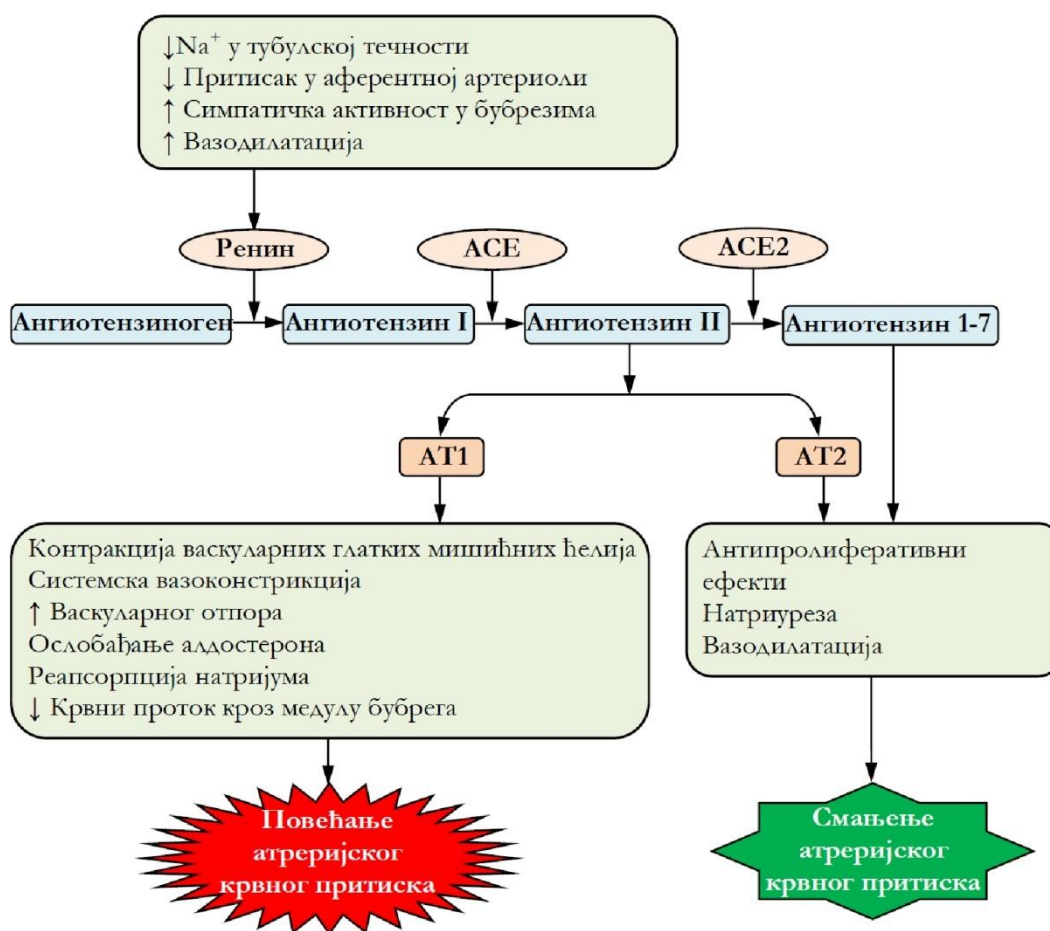 ↓Na⁺ у тубулској течности
↓ Притисак у аферентној артериоли
↑ Симпатичка активност у бубрезима
↑ Вазодилатација
Ренин
ACE
ACE2
Ангиотензиноген
Ангиотензин I
Ангиотензин II
Ангиотензин 1-7
АТ1
АТ2
Контракција васкуларних глатких мишићних ћелија
Системска вазоконстрикција
↑ Васкуларног отпора
Ослобађање алдостерона
Реапсорпција натријума
↓ Крвни проток кроз медулу бубрега
Антипролиферативни
ефекти
Натриуреза
Вазодилатација
Повећање
атреријског
крвног притиска
Смањење
атреријског
крвног притиска